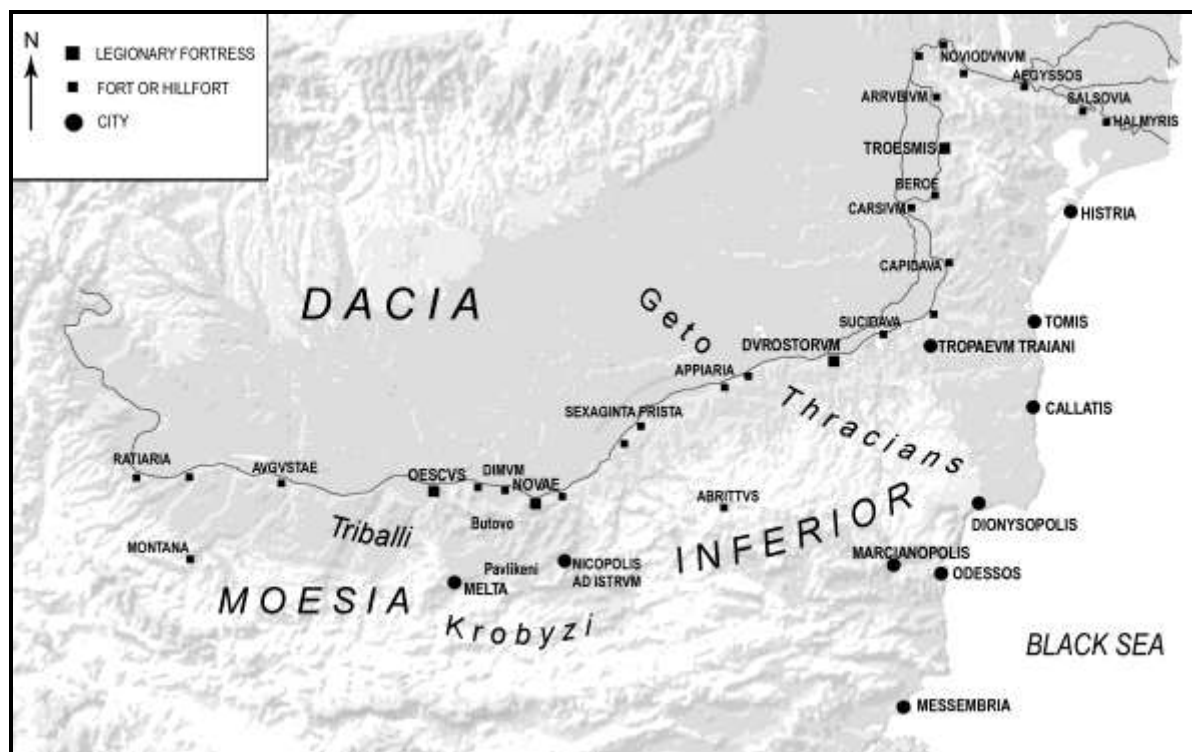 N
LEGIONARY FORTRESS
FORT OR HILLFORT
CITY
NOVIODVNVM
AEGYSSOS
ARRVBIVM
SALSOVIA
HALMYRIS
TROESMIS
BEROE
CARSIVM
HISTRIA
CAPIDAVA
DACIA
Geto
SUCIDAVA
TOMIS
DVROSTORVM
TROPAEVM TRAIANI
APPIARIA
Thracians
CALLATIS
SEXAGINTA PRISTA
RATIARIA
AVGVSTAE
OESCVS
DIMVM
NOVAE
ABRITTVS
Butovo
Triballi
INFERIOR
DIONYSOPOLIS
MONTANA
MARCIANOPOLIS
Pavlikeni
NICOPOLIS
AD ISTRVM
ODESSOS
MOESIA
MELTA
Krobyzi
BLACK SEA
MESSEMBRIA